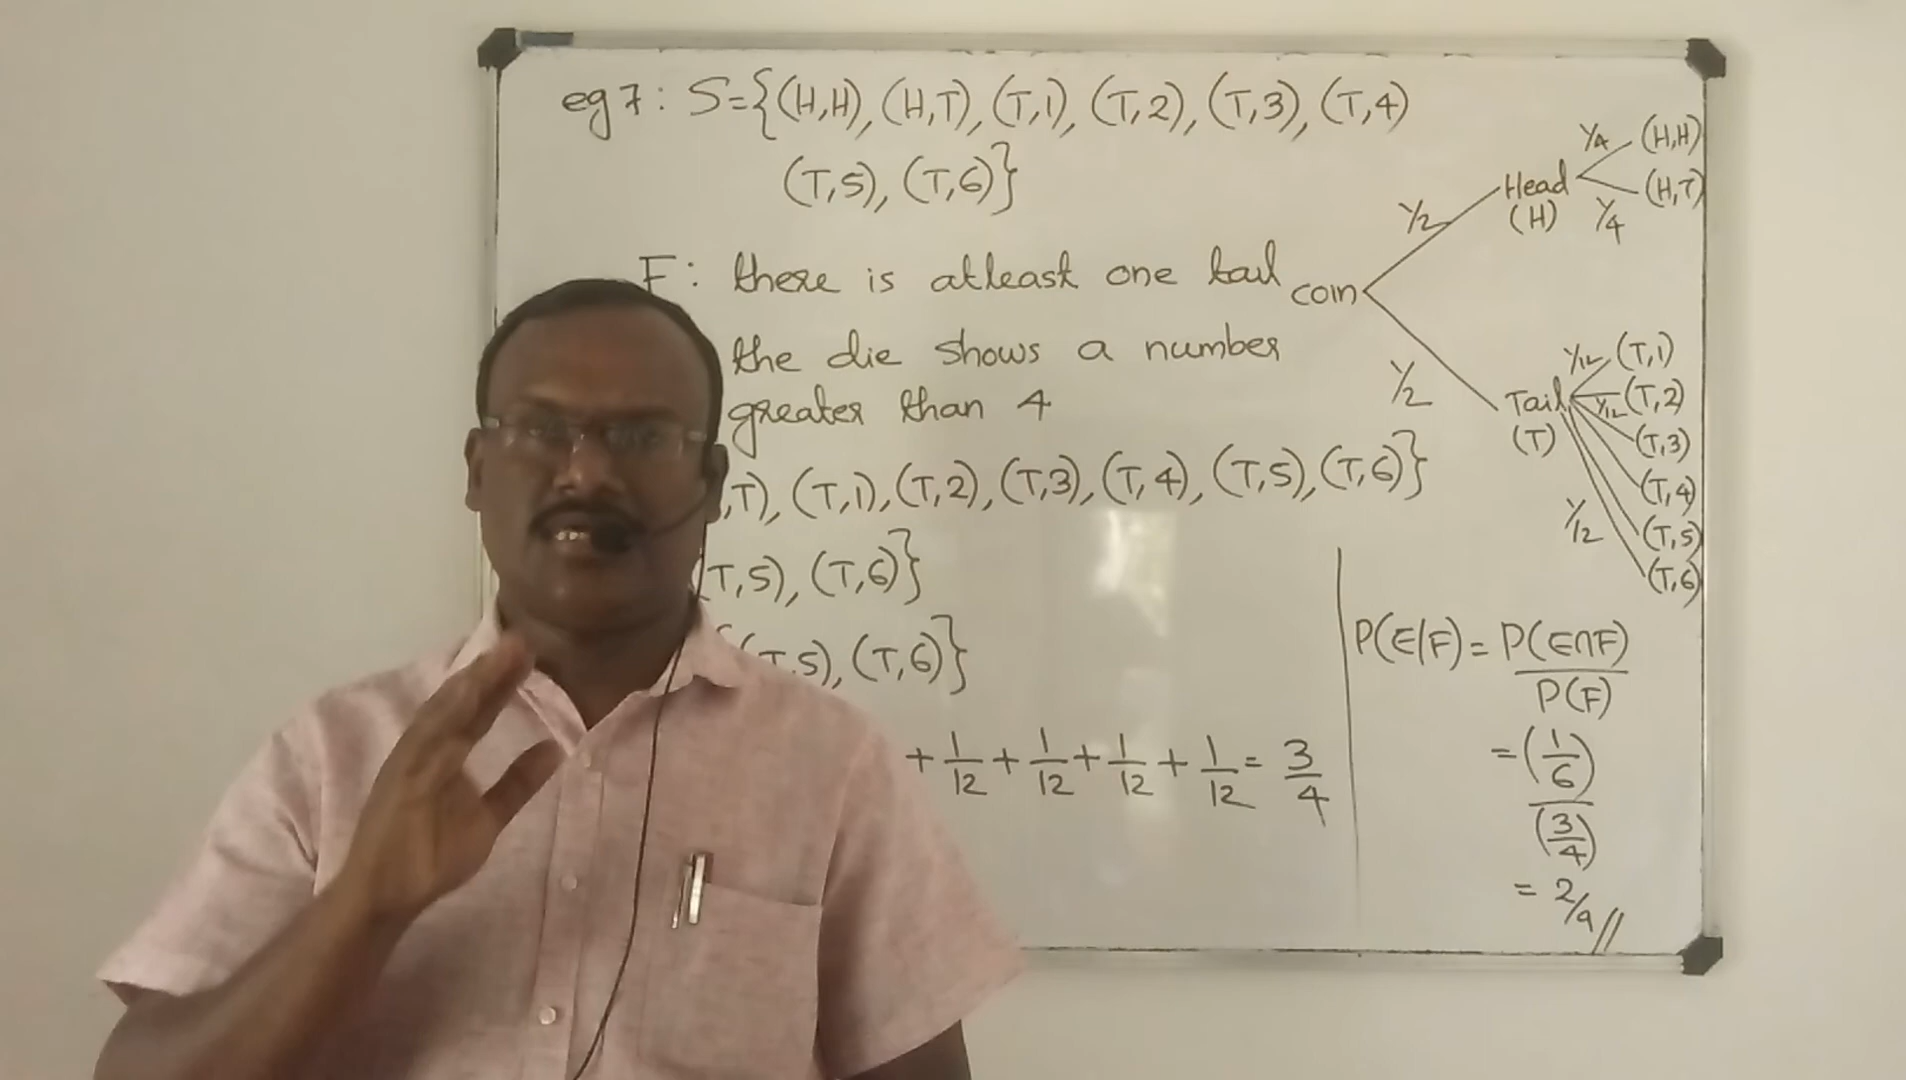 eg 7 : S={(H,H), (H,T), (T,1), (T,2), (T,3), (T,4)
(T,5), (T,6)}
F: there is atleast one tail
the die shows a number
greater than 4
,T), (T,1), (T,2), (T,3), (T,4), (T,5), (T,6)}
(T,5), (T,6)}
{(T,5), (T,6)}
+ 1/12 + 1/12 + 1/12 + 1/12 = 3/4
coin
1/2
Head
(H)
1/4 (H,H)
1/4 (H,T)
1/2
Tail
(T)
1/12 (T,1)
1/12 (T,2)
(T,3)
(T,4)
(T,5)
1/12 (T,6)
P(E|F) = P(E∩F)
P(F)
= (1/6)
(3/4)
= 2/9//